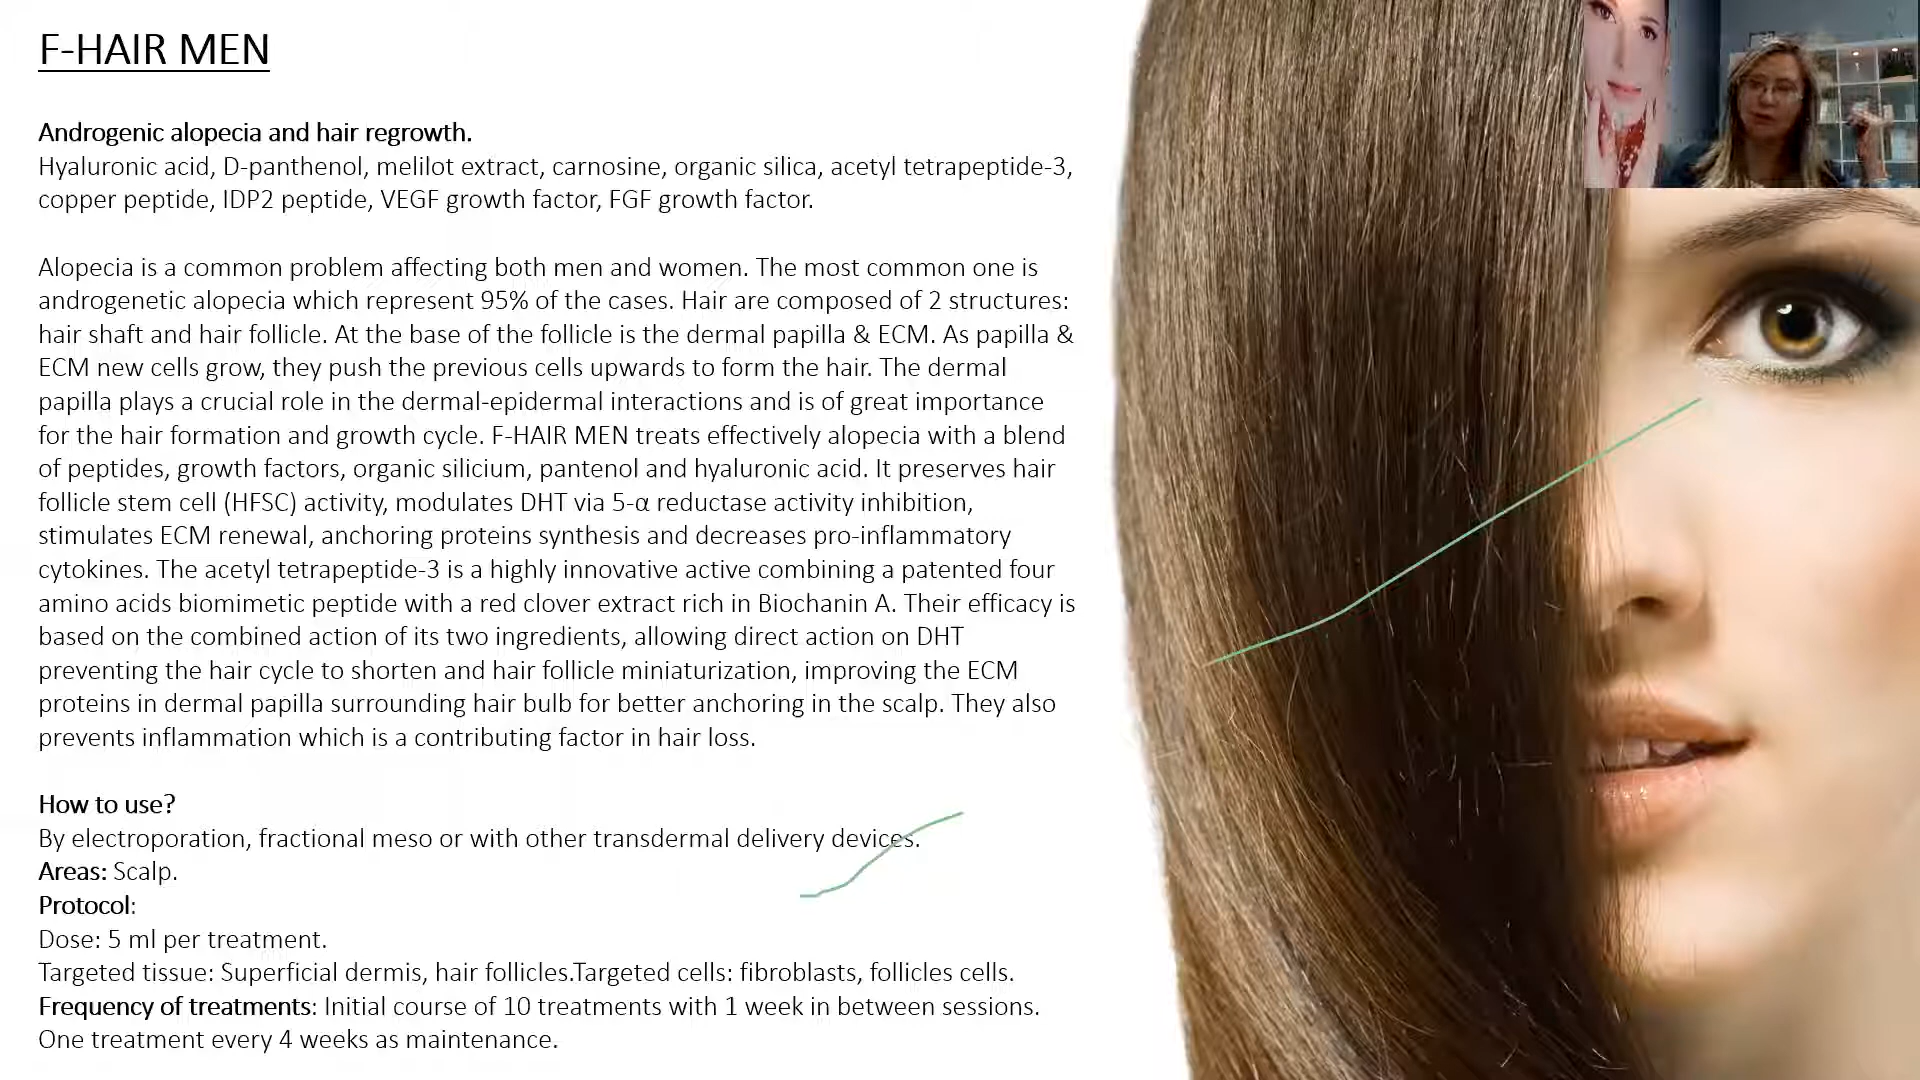 F-HAIR MEN
Androgenic alopecia and hair regrowth.
Hyaluronic acid, D-panthenol, melilot extract, carnosine, organic silica, acetyl tetrapeptide-3,
copper peptide, IDP2 peptide, VEGF growth factor, FGF growth factor.
Alopecia is a common problem affecting both men and women. The most common one is
androgenetic alopecia which represent 95% of the cases. Hair are composed of 2 structures:
hair shaft and hair follicle. At the base of the follicle is the dermal papilla & ECM. As papilla &
ECM new cells grow, they push the previous cells upwards to form the hair. The dermal
papilla plays a crucial role in the dermal-epidermal interactions and is of great importance
for the hair formation and growth cycle. F-HAIR MEN treats effectively alopecia with a blend
of peptides, growth factors, organic silicium, pantenol and hyaluronic acid. It preserves hair
follicle stem cell (HFSC) activity, modulates DHT via 5-α reductase activity inhibition,
stimulates ECM renewal, anchoring proteins synthesis and decreases pro-inflammatory
cytokines. The acetyl tetrapeptide-3 is a highly innovative active combining a patented four
amino acids biomimetic peptide with a red clover extract rich in Biochanin A. Their efficacy is
based on the combined action of its two ingredients, allowing direct action on DHT
preventing the hair cycle to shorten and hair follicle miniaturization, improving the ECM
proteins in dermal papilla surrounding hair bulb for better anchoring in the scalp. They also
prevents inflammation which is a contributing factor in hair loss.
How to use?
By electroporation, fractional meso or with other transdermal delivery devices.
Areas: Scalp.
Protocol:
Dose: 5 ml per treatment.
Targeted tissue: Superficial dermis, hair follicles.Targeted cells: fibroblasts, follicles cells.
Frequency of treatments: Initial course of 10 treatments with 1 week in between sessions.
One treatment every 4 weeks as maintenance.